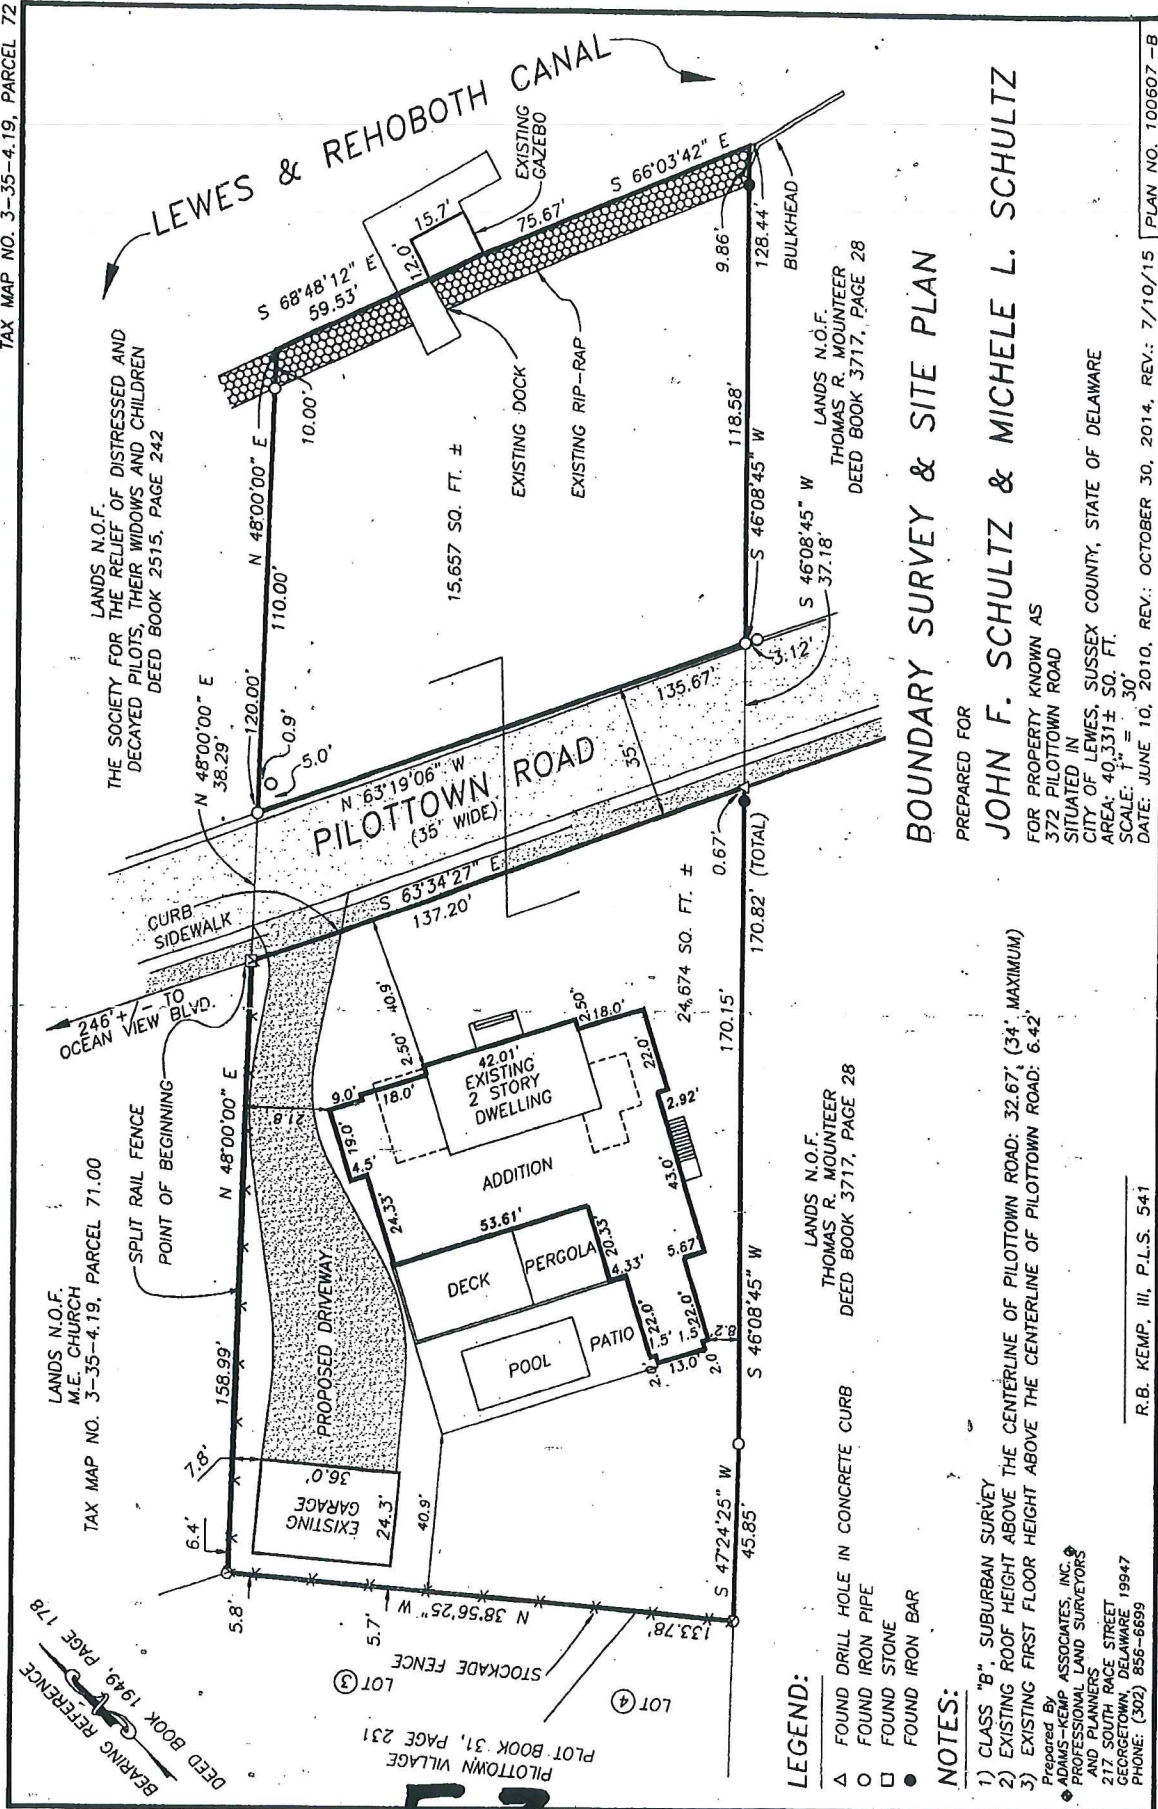 TAX MAP NO. 3-35-4.19, PARCEL 72
LEWES & REHOBOTH CANAL
LANDS N.O.F.
THE SOCIETY FOR THE RELIEF OF DISTRESSED AND
DECAYED PILOTS, THEIR WIDOWS AND CHILDREN
DEED BOOK 2515, PAGE 242
S 68°48'12" E
59.53'
12.0'
15.7'
EXISTING
GAZEBO
75.67'
S 66°03'42" E
9.86'
128.44'
BULKHEAD
N 48°00'00" E
110.00'
10.00'
120.00'
N 48°00'00" E
38.29'
0.9'
5.0'
15,657 SQ. FT. ±
EXISTING DOCK
EXISTING RIP-RAP
118.58'
S 46°08'45" W
S 46°08'45" W
37.18'
3.12'
LANDS N.O.F.
THOMAS R. MOUNTEER
DEED BOOK 3717, PAGE 28
N 63°19'06" W
PILOTTOWN ROAD
(35' WIDE)
135.67'
35'
CURB
SIDEWALK
S 63°34'27" E
137.20'
0.67'
170.82' (TOTAL)
246'+/- TO
OCEAN VIEW BLVD.
SPLIT RAIL FENCE
POINT OF BEGINNING
LANDS N.O.F.
M.E. CHURCH
TAX MAP NO. 3-35-4.19, PARCEL 71.00
N 48°00'00" E
158.99'
21.8'
40.9'
2.50'
9.0'
18.0'
19.0'
4.5'
24.33'
42.01'
EXISTING
2 STORY
DWELLING
2.50'
18.0'
22.0'
2.92'
43.0'
5.67'
ADDITION
53.61'
DECK
PERGOLA
20.33'
4.33'
22.0'
22.0'
1.5'
1.5'
2.0'
13.0'
2.0'
8.2'
PATIO
POOL
24,674 SQ. FT. ±
170.15'
S 46°08'45" W
PROPOSED DRIVEWAY
7.8'
6.4'
36.0'
EXISTING
GARAGE
24.3'
40.9'
5.8'
5.7'
N 38°56'25" W
133.78'
STOCKADE FENCE
S 47°24'25" W
45.85'
LOT 3
LOT 4
PILOTTOWN VILLAGE
PLOT BOOK 31, PAGE 231
BEARING REFERENCE
DEED BOOK 1949, PAGE 178
LANDS N.O.F.
THOMAS R. MOUNTEER
DEED BOOK 3717, PAGE 28
LEGEND:
△ FOUND DRILL HOLE IN CONCRETE CURB
○ FOUND IRON PIPE
□ FOUND STONE
● FOUND IRON BAR
NOTES:
1) CLASS "B", SUBURBAN SURVEY
2) EXISTING ROOF HEIGHT ABOVE THE CENTERLINE OF PILOTTOWN ROAD: 32.67' (34' MAXIMUM)
3) EXISTING FIRST FLOOR HEIGHT ABOVE THE CENTERLINE OF PILOTTOWN ROAD: 6.42'
Prepared By
ADAMS-KEMP ASSOCIATES, INC.
PROFESSIONAL LAND SURVEYORS
AND PLANNERS
217 SOUTH RACE STREET
GEORGETOWN, DELAWARE 19947
PHONE: (302) 856-6699
R.B. KEMP, III, P.L.S. 541
BOUNDARY SURVEY & SITE PLAN
PREPARED FOR
JOHN F. SCHULTZ & MICHELE L. SCHULTZ
FOR PROPERTY KNOWN AS
372 PILOTTOWN ROAD
SITUATED IN
CITY OF LEWES, SUSSEX COUNTY, STATE OF DELAWARE
AREA: 40,331± SQ. FT.
SCALE: 1" = 30'
DATE: JUNE 10, 2010, REV.: OCTOBER 30, 2014, REV.: 7/10/15
PLAN NO. 100607-B